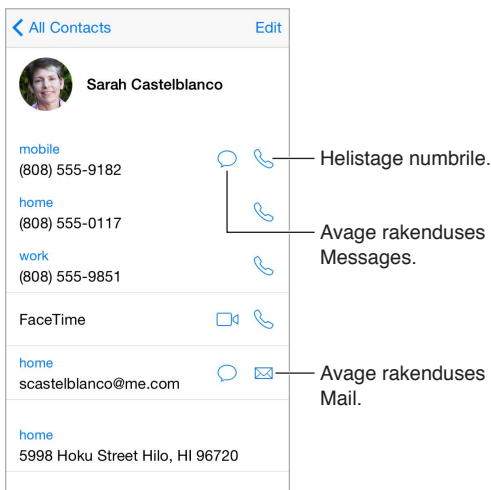 All Contacts Edit
Sarah Castelblanco
mobile
(808) 555-9182
Helistage numbrile.
home
(808) 555-0117
Avage rakenduses
Messages.
work
(808) 555-9851
FaceTime
home
scastelblanco@me.com
Avage rakenduses
Mail.
home
5998 Hoku Street Hilo, HI 96720